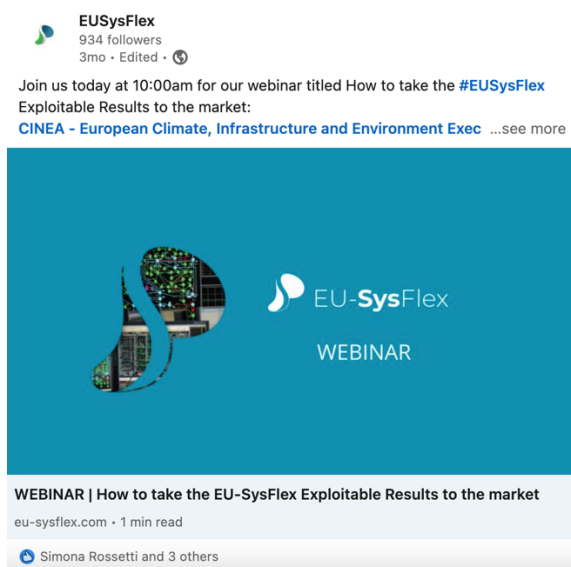 EUSysFlex
934 followers
3mo • Edited •
Join us today at 10:00am for our webinar titled How to take the #EUSysFlex
Exploitable Results to the market:
CINEA - European Climate, Infrastructure and Environment Exec ...see more
EU-SysFlex
WEBINAR
WEBINAR | How to take the EU-SysFlex Exploitable Results to the market
eu-sysflex.com • 1 min read
Simona Rossetti and 3 others